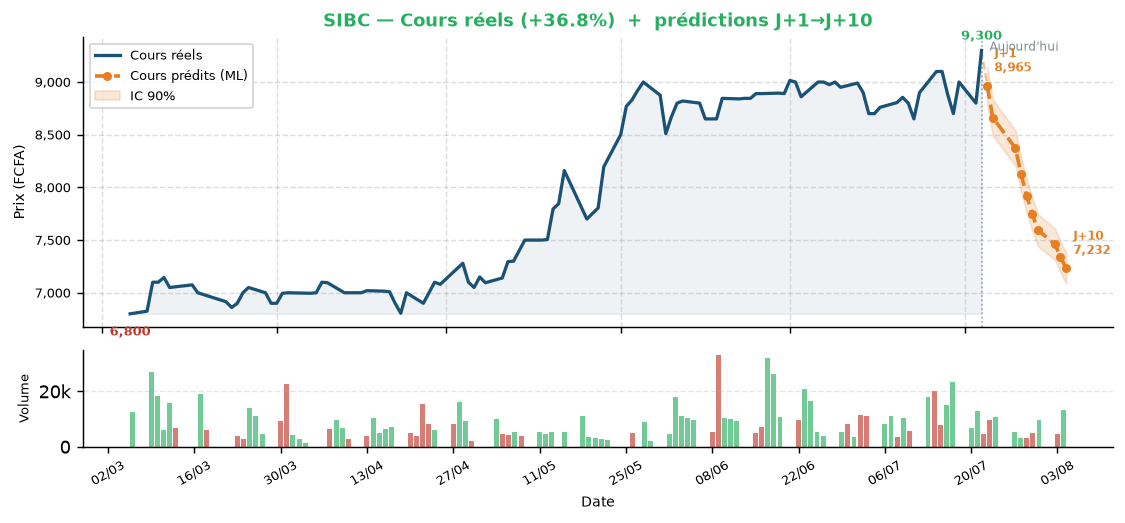 SIBC — Cours réels (+36.8%)  +  prédictions J+1→J+10
Cours réels
Cours prédits (ML)
IC 90%
9,300
Aujourd'hui
J+1
8,965
J+10
7,232
6,800
Prix (FCFA)
9,000
8,500
8,000
7,500
7,000
Volume
20k
0
02/03
16/03
30/03
13/04
27/04
11/05
25/05
08/06
22/06
06/07
20/07
03/08
Date